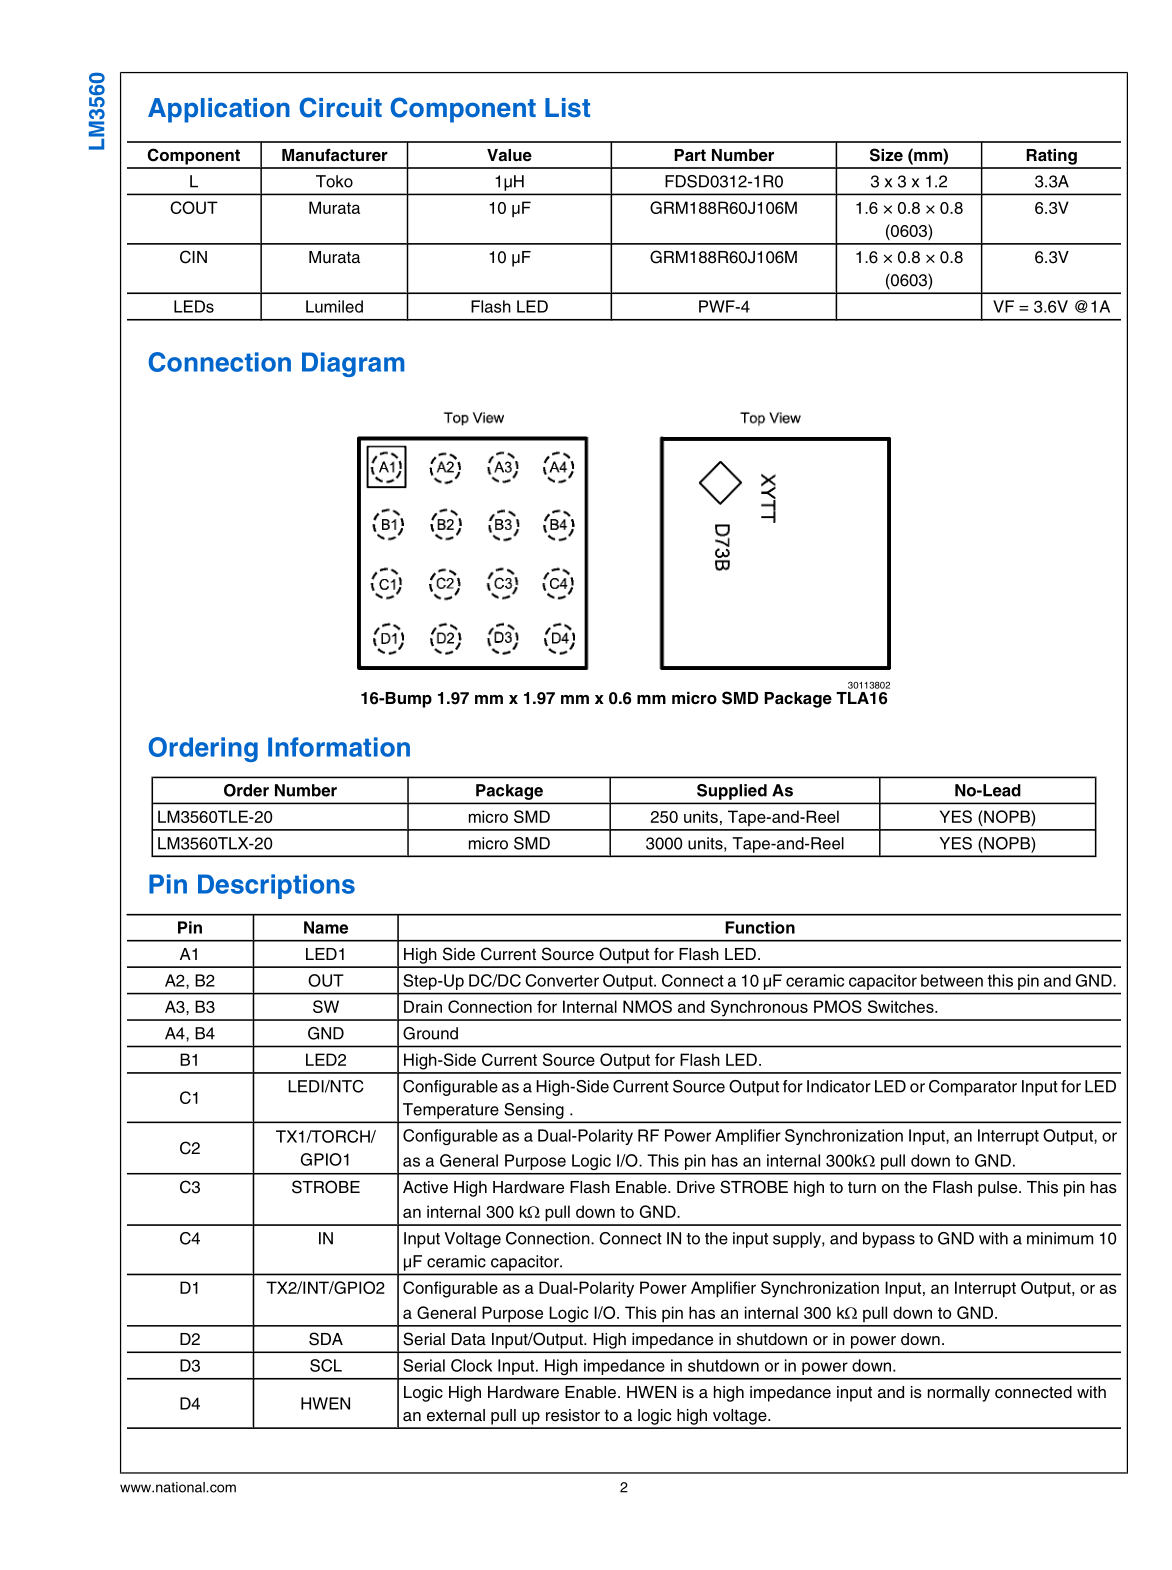 LM3560
Application Circuit Component List
Component Manufacturer Value Part Number Size (mm) Rating
L Toko 1μH FDSD0312-1R0 3 x 3 x 1.2 3.3A
COUT Murata 10 μF GRM188R60J106M 1.6 × 0.8 × 0.8 6.3V
(0603)
CIN Murata 10 μF GRM188R60J106M 1.6 × 0.8 × 0.8 6.3V
(0603)
LEDs Lumiled Flash LED PWF-4 VF = 3.6V @1A
Connection Diagram
Top View Top View
A1 A2 A3 A4
B1 B2 B3 B4
C1 C2 C3 C4
D1 D2 D3 D4
XYTT
D73B
30113802
16-Bump 1.97 mm x 1.97 mm x 0.6 mm micro SMD Package TLA16
Ordering Information
Order Number Package Supplied As No-Lead
LM3560TLE-20 micro SMD 250 units, Tape-and-Reel YES (NOPB)
LM3560TLX-20 micro SMD 3000 units, Tape-and-Reel YES (NOPB)
Pin Descriptions
Pin Name Function
A1 LED1 High Side Current Source Output for Flash LED.
A2, B2 OUT Step-Up DC/DC Converter Output. Connect a 10 μF ceramic capacitor between this pin and GND.
A3, B3 SW Drain Connection for Internal NMOS and Synchronous PMOS Switches.
A4, B4 GND Ground
B1 LED2 High-Side Current Source Output for Flash LED.
C1 LEDI/NTC Configurable as a High-Side Current Source Output for Indicator LED or Comparator Input for LED
Temperature Sensing .
C2 TX1/TORCH/ Configurable as a Dual-Polarity RF Power Amplifier Synchronization Input, an Interrupt Output, or
GPIO1 as a General Purpose Logic I/O. This pin has an internal 300kΩ pull down to GND.
C3 STROBE Active High Hardware Flash Enable. Drive STROBE high to turn on the Flash pulse. This pin has
an internal 300 kΩ pull down to GND.
C4 IN Input Voltage Connection. Connect IN to the input supply, and bypass to GND with a minimum 10
μF ceramic capacitor.
D1 TX2/INT/GPIO2 Configurable as a Dual-Polarity Power Amplifier Synchronization Input, an Interrupt Output, or as
a General Purpose Logic I/O. This pin has an internal 300 kΩ pull down to GND.
D2 SDA Serial Data Input/Output. High impedance in shutdown or in power down.
D3 SCL Serial Clock Input. High impedance in shutdown or in power down.
D4 HWEN Logic High Hardware Enable. HWEN is a high impedance input and is normally connected with
an external pull up resistor to a logic high voltage.
www.national.com 2